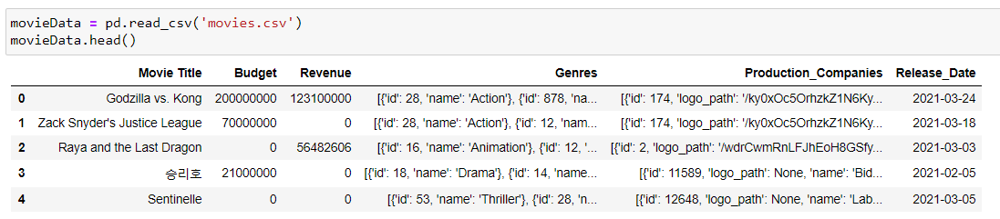 movieData = pd.read_csv('movies.csv')
movieData.head()
Movie Title Budget Revenue Genres Production_Companies Release_Date
0 Godzilla vs. Kong 200000000 123100000 [{'id': 28, 'name': 'Action'}, {'id': 878, 'na... [{'id': 174, 'logo_path': '/ky0xOc5OrhzkZ1N6Ky... 2021-03-24
1 Zack Snyder's Justice League 70000000 0 [{'id': 28, 'name': 'Action'}, {'id': 12, 'nam... [{'id': 174, 'logo_path': '/ky0xOc5OrhzkZ1N6Ky... 2021-03-18
2 Raya and the Last Dragon 0 56482606 [{'id': 16, 'name': 'Animation'}, {'id': 12, '... [{'id': 2, 'logo_path': '/wdrCwmRnLFJhEoH8GSfy... 2021-03-03
3 승리호 21000000 0 [{'id': 18, 'name': 'Drama'}, {'id': 14, 'name... [{'id': 11589, 'logo_path': None, 'name': 'Bid... 2021-02-05
4 Sentinelle 0 0 [{'id': 53, 'name': 'Thriller'}, {'id': 28, 'n... [{'id': 12648, 'logo_path': None, 'name': 'Lab... 2021-03-05